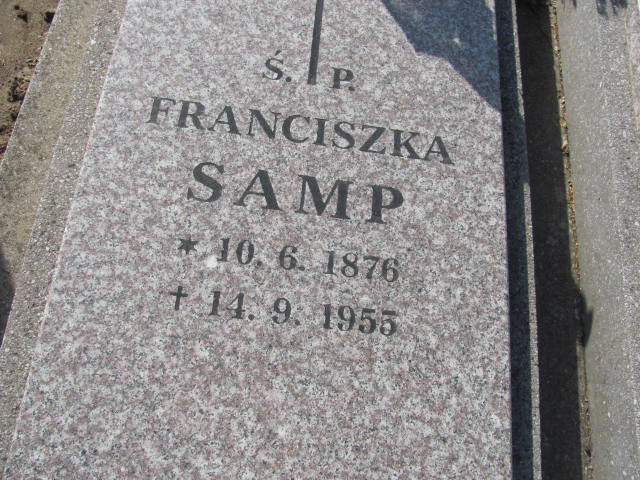 Ś. P.
FRANCISZKA
SAMP
* 10. 6. 1876
† 14. 9. 1955